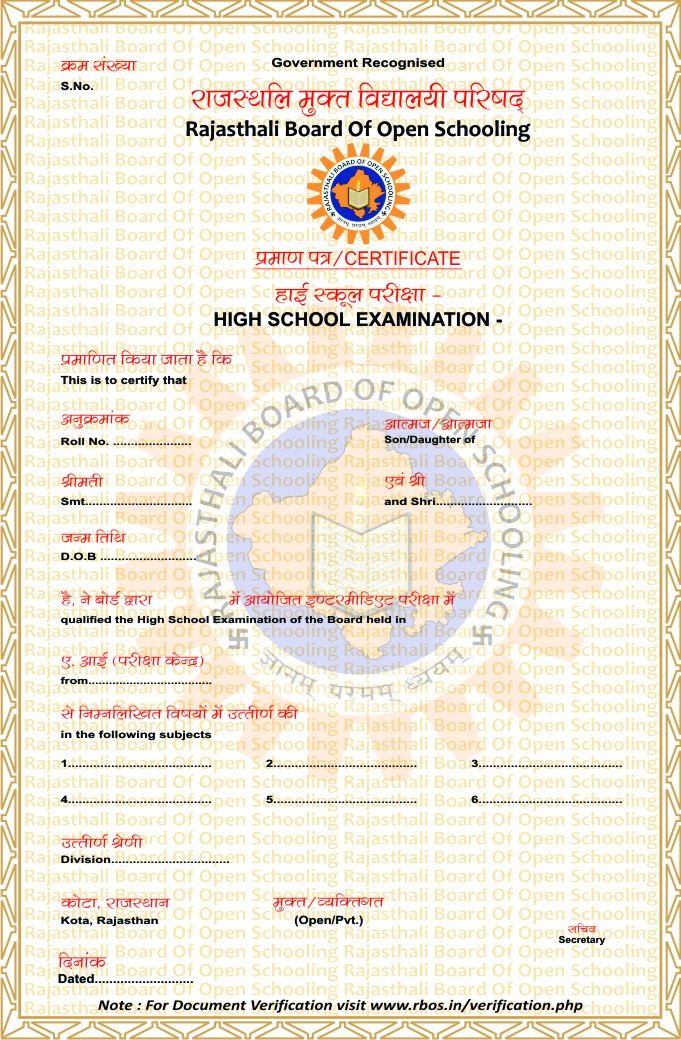 क्रम संख्या
S.No.
Government Recognised
राजस्थलि मुक्त विद्यालयी परिषद्
Rajasthali Board Of Open Schooling
RAJASTHALI BOARD OF OPEN SCHOOLING
प्रमाण पत्र/CERTIFICATE
हाई स्कूल परीक्षा -
HIGH SCHOOL EXAMINATION -
प्रमाणित किया जाता है कि
This is to certify that
अनुक्रमांक
Roll No. ......................
आत्मज/आत्मजा
Son/Daughter of
श्रीमती
Smt..............................
एवं श्री
and Shri...........................
जन्म तिथि
D.O.B ...........................
है, ने बोर्ड द्वारा में आयोजित इण्टरमीडिएट परीक्षा में
qualified the High School Examination of the Board held in
ए. आई (परीक्षा केन्द्र)
from..................................
से निम्नलिखित विषयों में उत्तीर्ण की
in the following subjects
1........................................ 2........................................ 3........................................
4........................................ 5........................................ 6........................................
उत्तीर्ण श्रेणी
Division.................................
कोटा, राजस्थान
Kota, Rajasthan
मुक्त/व्यक्तिगत
(Open/Pvt.)
सचिव
Secretary
दिनांक
Dated...........................
Note : For Document Verification visit www.rbos.in/verification.php
RAJASTHALI BOARD OF OPEN SCHOOLING